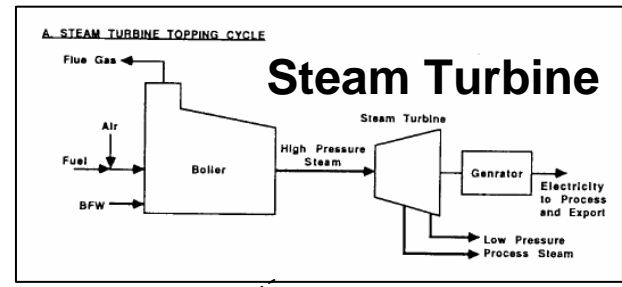 A. STEAM TURBINE TOPPING CYCLE
Flue Gas
Steam Turbine
Air
Steam Turbine
High Pressure
Steam
Fuel
Boiler
Genrator
BFW
Electricity
to Process
and Export
Low Pressure
Process Steam